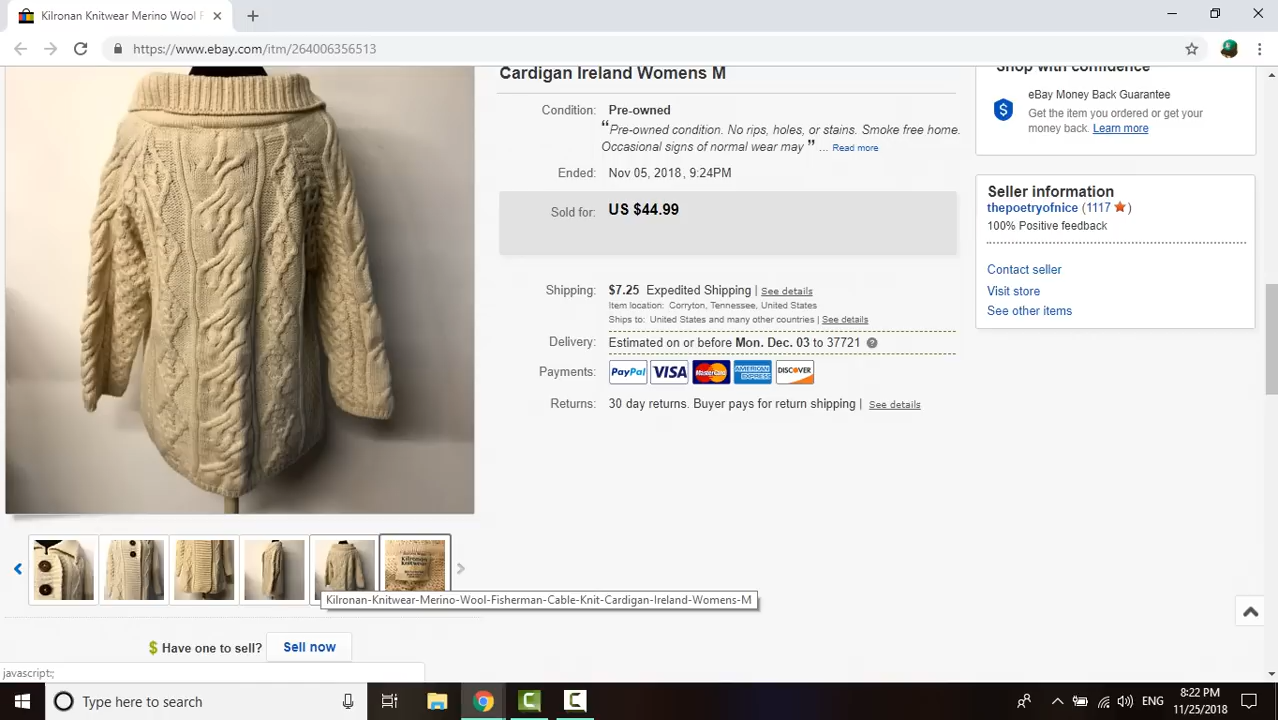 Kilronan Knitwear Merino Wool F
https://www.ebay.com/itm/264006356513
Cardigan Ireland Womens M
Condition: Pre-owned
“Pre-owned condition. No rips, holes, or stains. Smoke free home.
Occasional signs of normal wear may ” ... Read more
Ended: Nov 05, 2018 , 9:24PM
Sold for: US $44.99
Shipping: $7.25 Expedited Shipping | See details
Item location: Corryton, Tennessee, United States
Ships to: United States and many other countries | See details
Delivery: Estimated on or before Mon. Dec. 03 to 37721
Payments: PayPal VISA MasterCard AMERICAN EXPRESS DISCOVER
Returns: 30 day returns. Buyer pays for return shipping | See details
Shop with confidence
eBay Money Back Guarantee
Get the item you ordered or get your
money back. Learn more
Seller information
thepoetryofnice (1117 )
100% Positive feedback
Contact seller
Visit store
See other items
Kilronan
Knitwear
Kilronan-Knitwear-Merino-Wool-Fisherman-Cable-Knit-Cardigan-Ireland-Womens-M
$ Have one to sell? Sell now
javascript:;
Type here to search
ENG
8:22 PM
11/25/2018